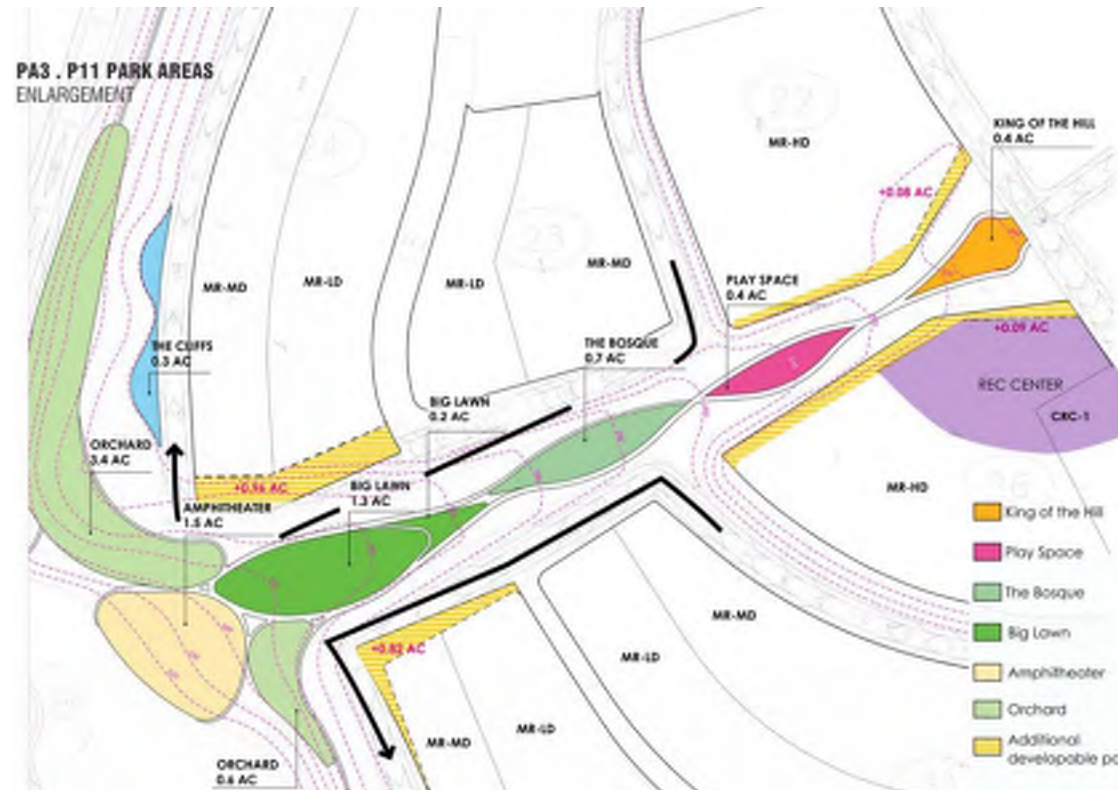 PA3 . P11 PARK AREAS
ENLARGEMENT
22
MR-HD
KING OF THE HILL
0.4 AC
+0.08 AC
23
MR-MD
MR-LD
MR-LD
MR-MD
PLAY SPACE
0.4 AC
THE CLIFFS
0.3 AC
THE BOSQUE
0.7 AC
+0.09 AC
REC CENTER
CRC-1
BIG LAWN
0.2 AC
ORCHARD
3.4 AC
+0.96 AC
BIG LAWN
1.3 AC
AMPHITHEATER
1.5 AC
MR-HD
King of the Hill
Play Space
The Bosque
Big Lawn
Amphitheater
Orchard
Additional
developable
MR-MD
MR-LD
+0.82 AC
MR-MD
MR-LD
ORCHARD
0.6 AC